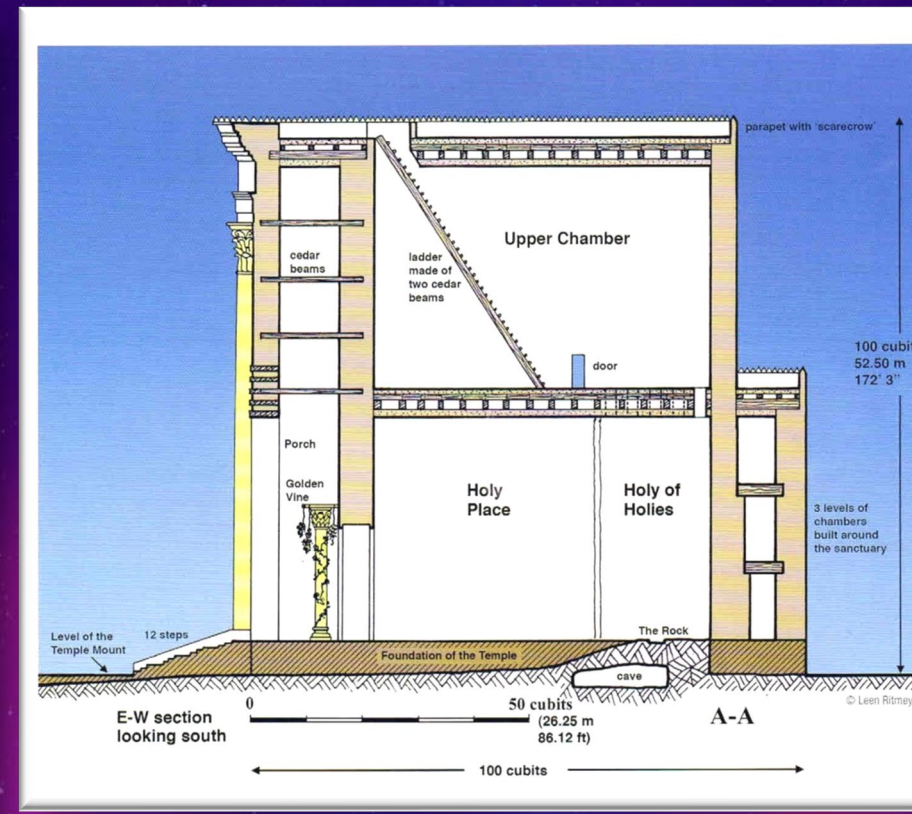 parapet with 'scarecrow'
Upper Chamber
cedar
beams
ladder
made of
two cedar
beams
door
100 cubit
52.50 m
172' 3"
Porch
Golden
Vine
Holy
Place
Holy of
Holies
3 levels of
chambers
built around
the sanctuary
Level of the
Temple Mount
12 steps
The Rock
Foundation of the Temple
cave
© Leen Ritmey
E-W section
looking south
0
50 cubits
(26.25 m
86.12 ft)
A-A
100 cubits